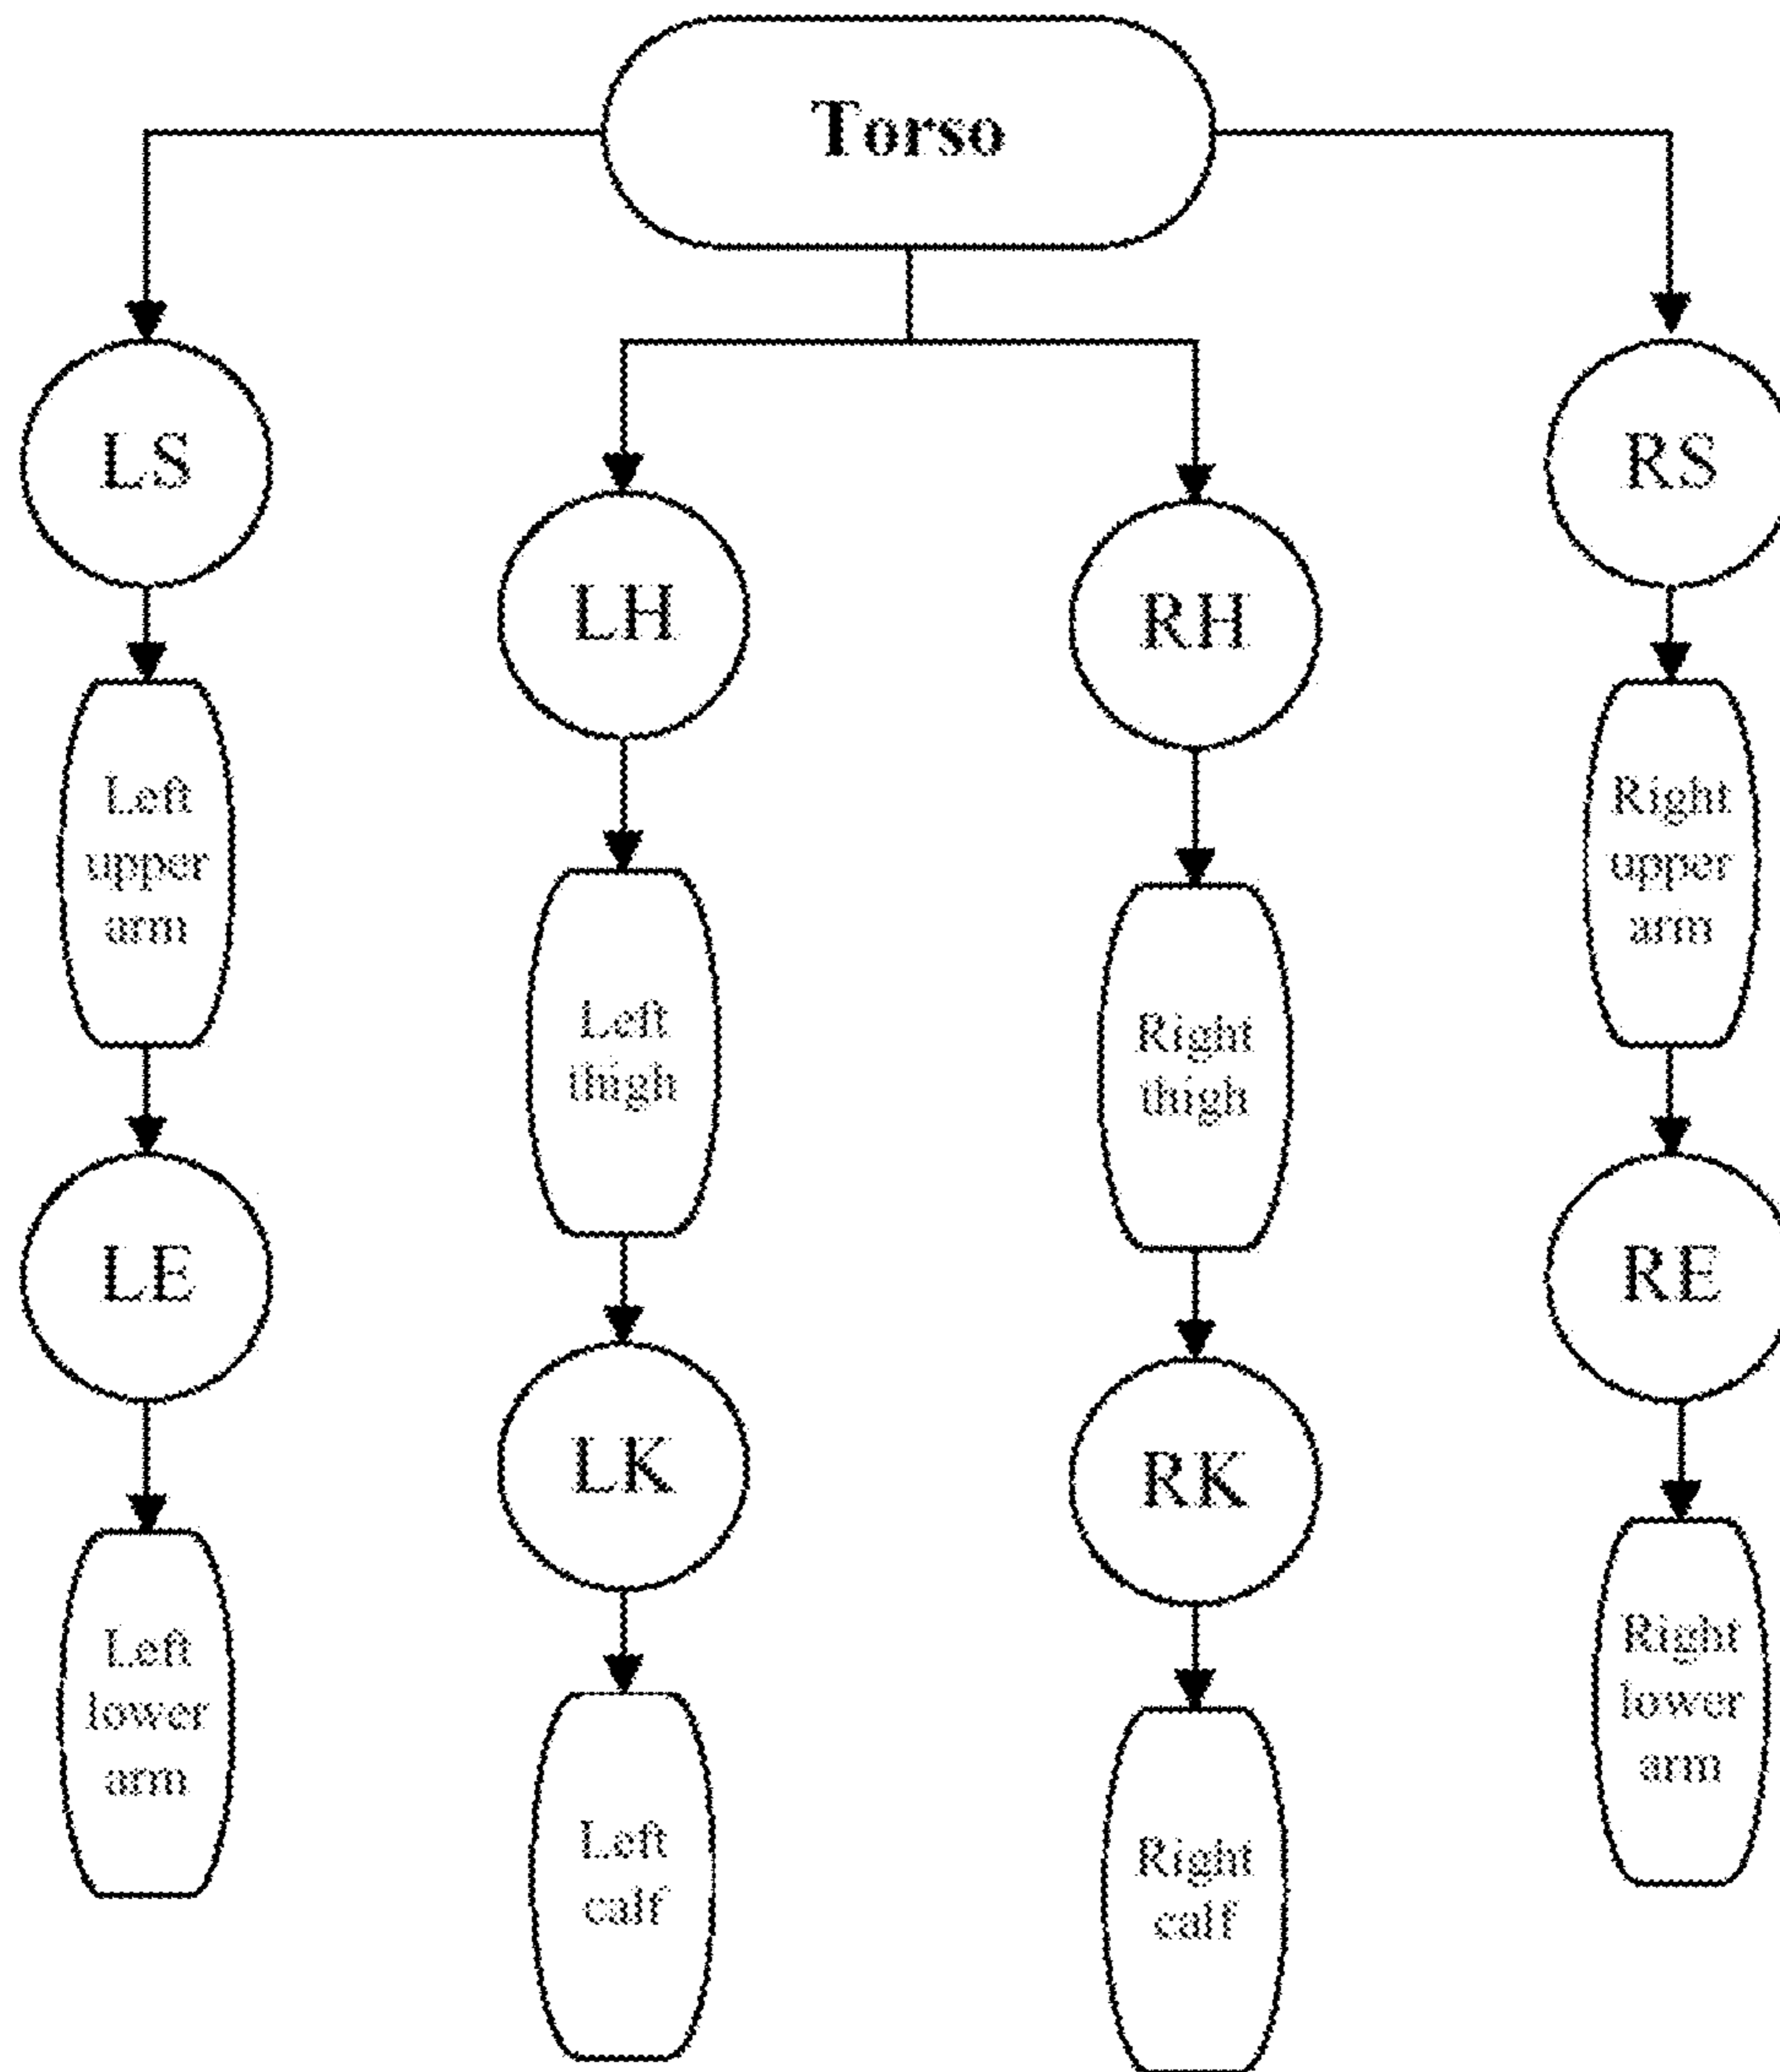 Torso
LS
RS
LH
RH
Left
upper
arm
Right
upper
arm
Left
thigh
Right
thigh
LE
RE
LK
RK
Left
lower
arm
Right
lower
arm
Left
calf
Right
calf